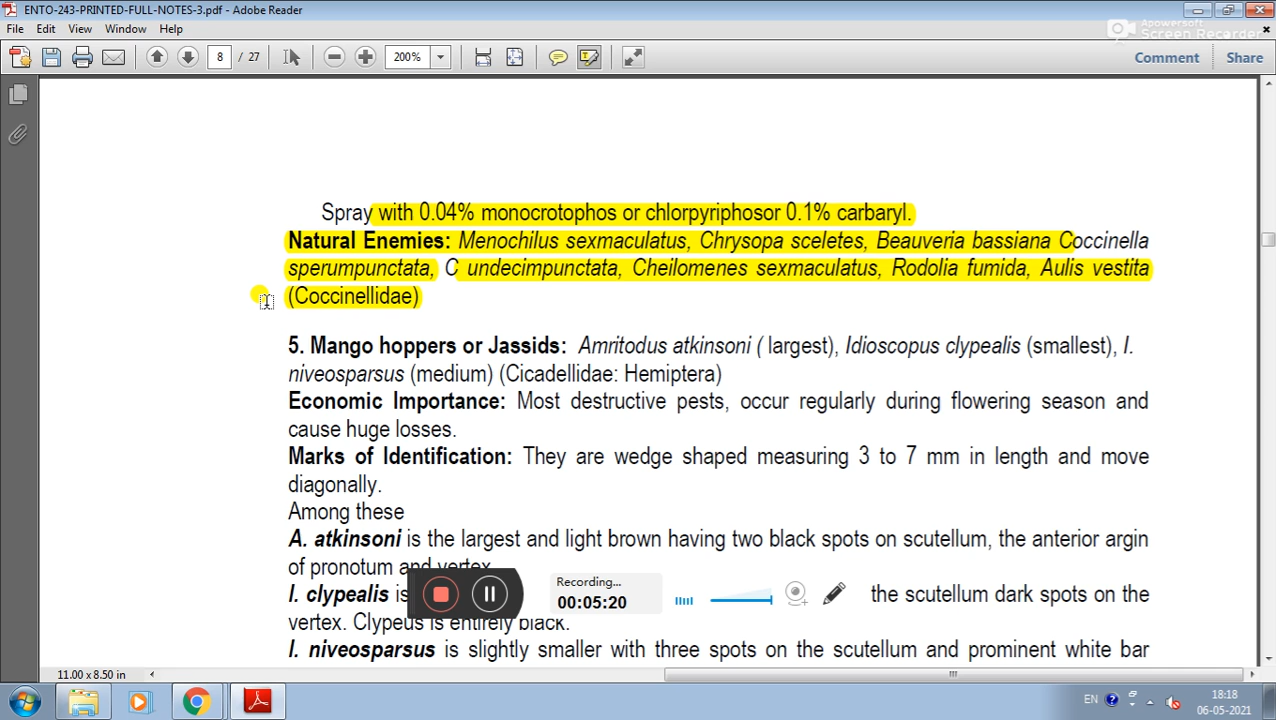 ENTO-243-PRINTED-FULL-NOTES-3.pdf - Adobe Reader
File Edit View Window Help
Apowersoft
Screen Recorder
8 / 27 200% Comment Share
Spray with 0.04% monocrotophos or chlorpyriphosor 0.1% carbaryl.
Natural Enemies: Menochilus sexmaculatus, Chrysopa sceletes, Beauveria bassiana Coccinella
sperumpunctata, C undecimpunctata, Cheilomenes sexmaculatus, Rodolia fumida, Aulis vestita
(Coccinellidae)
5. Mango hoppers or Jassids: Amritodus atkinsoni ( largest), Idioscopus clypealis (smallest), I.
niveosparsus (medium) (Cicadellidae: Hemiptera)
Economic Importance: Most destructive pests, occur regularly during flowering season and
cause huge losses.
Marks of Identification: They are wedge shaped measuring 3 to 7 mm in length and move
diagonally.
Among these
A. atkinsoni is the largest and light brown having two black spots on scutellum, the anterior argin
of pronotum and vertex.
I. clypealis is the scutellum dark spots on the
vertex. Clypeus is entirely black.
I. niveosparsus is slightly smaller with three spots on the scutellum and prominent white bar
Recording...
00:05:20
11.00 x 8.50 in
EN
18:18
06-05-2021